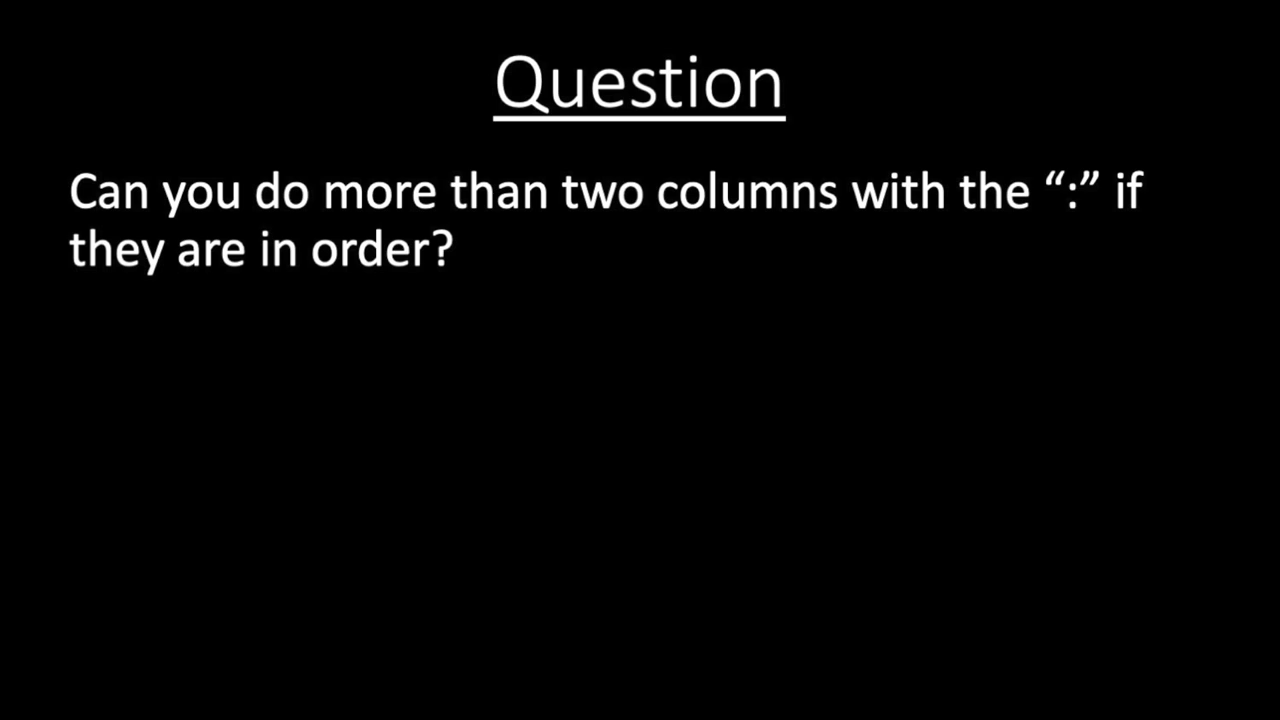 Question
Can you do more than two columns with the “:” if
they are in order?